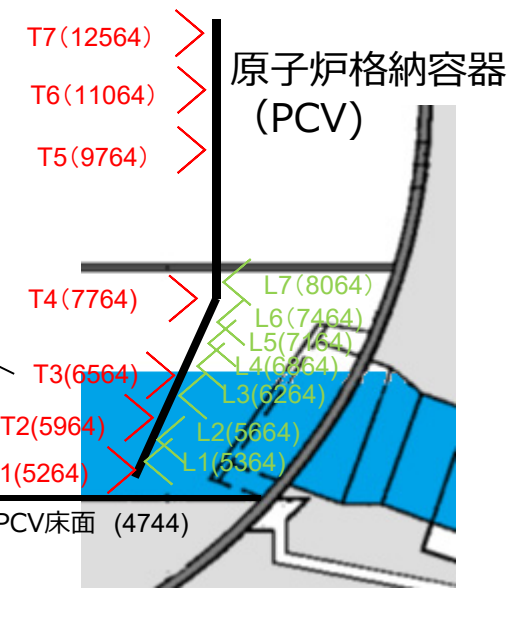 T7（12564）
原子炉格納容器
（PCV）
T6（11064）
T5（9764）
L7（8064）
T4（7764）
L6（7464）
L5(7164)
L4(6864)
T3(6564)
L3(6264)
T2(5964)
L2(5664)
L1(5364)
1(5264)
PCV床面 (4744)